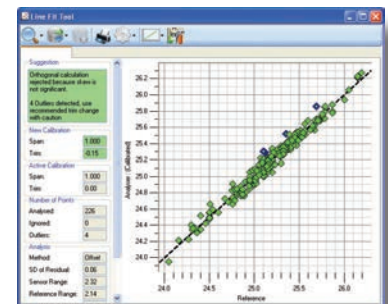 Line Fit Tool
Suggestion
Orthogonal calculation
rejected because skew is
not significant.
4 Outliers detected, use
recommended trim change
with caution
New Calibration
Span: 1.000
Trim: -0.15
Active Calibration
Span: 1.000
Trim: 0.00
Number of Points
Analysed: 226
Ignored: 0
Outliers: 4
Analysis
Method: Offset
SD of Residual: 0.06
Sensor Range: 2.32
Reference Range: 2.14
Analyser (Calibrated)
26.2
26.0
25.8
25.6
25.4
25.2
25.0
24.8
24.6
24.4
24.2
24.0
24.0 24.5 25.0 25.5 26.0
Reference